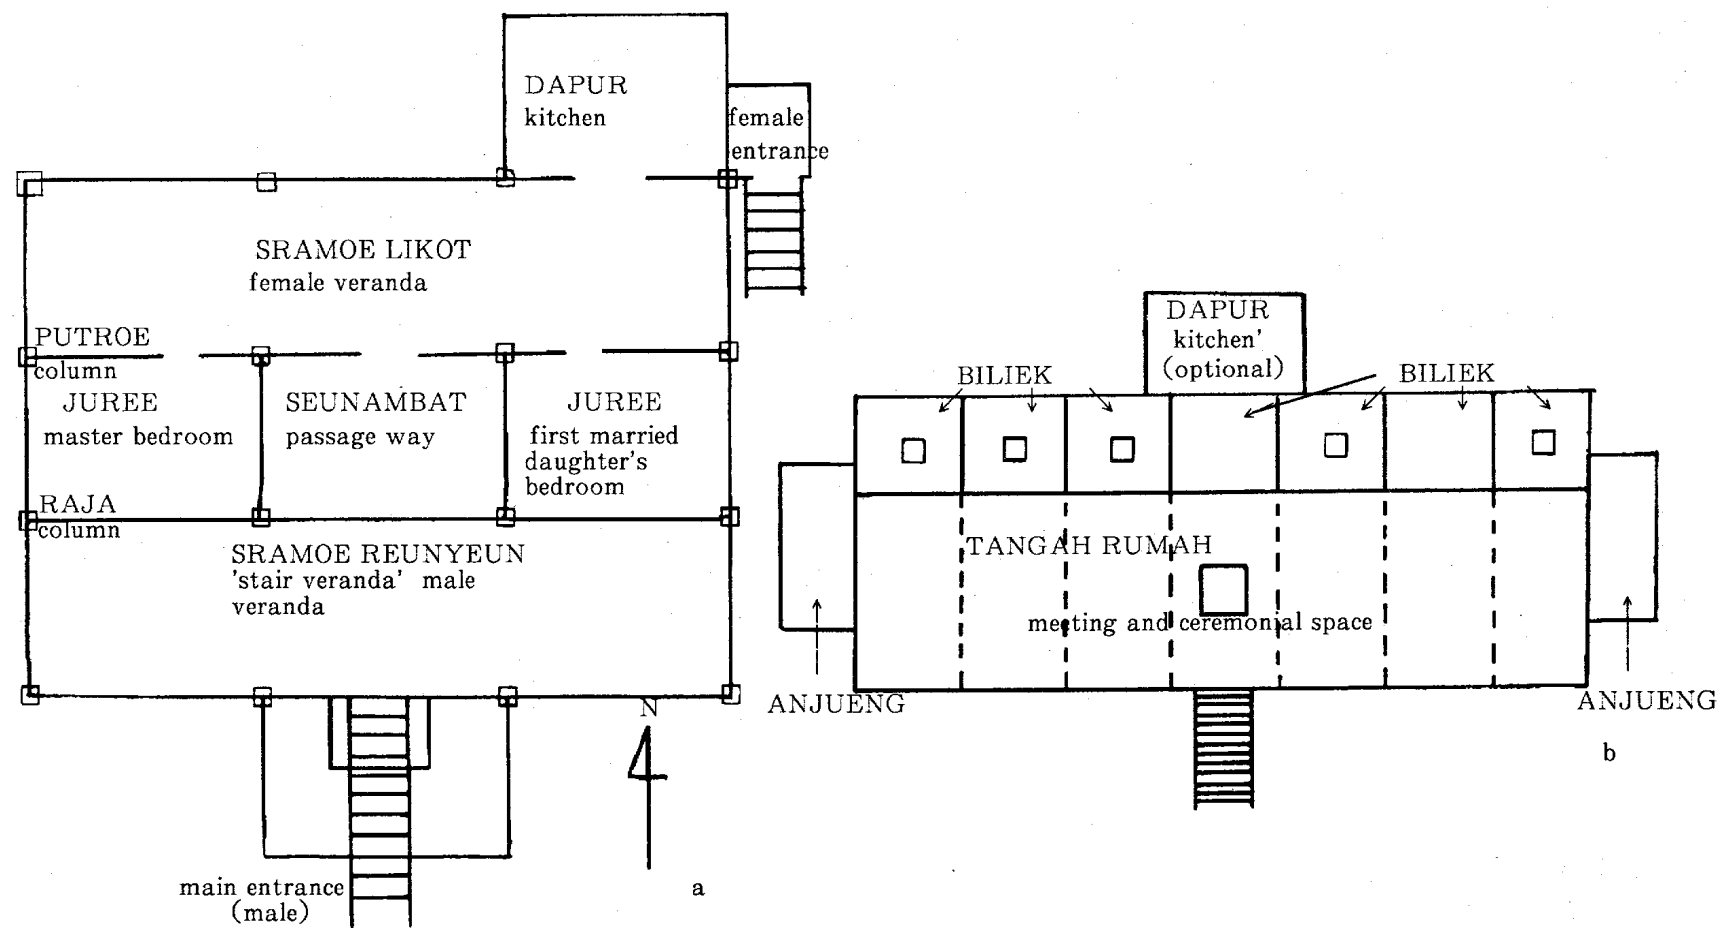 DAPUR
kitchen
female
entrance
SRAMOE LIKOT
female veranda
PUTROE
column
JUREE
master bedroom
SEUNAMBAT
passage way
JUREE
first married
daughter's
bedroom
RAJA
column
SRAMOE REUNYEUN
'stair veranda' male
veranda
N
main entrance
(male)
a
DAPUR
kitchen'
(optional)
BILIEK
BILIEK
TANGAH RUMAH
meeting and ceremonial space
ANJUENG
ANJUENG
b